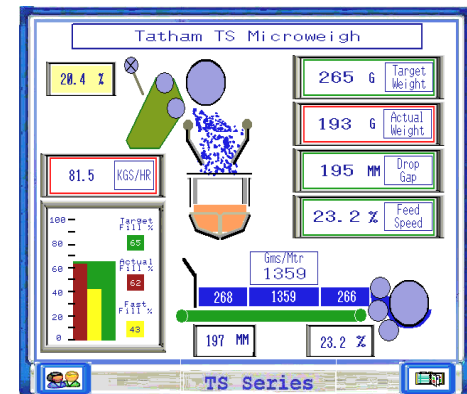 Tatham TS Microweigh
20.4 %
265 G Target Weight
193 G Actual Weight
195 MM Drop Gap
23.2 % Feed Speed
81.5 KGS/HR
100
80
60
40
20
0
Target Fill %
65
Actual Fill %
62
Fast Fill %
43
Gms/Mtr
1359
268 1359 266
197 MM
23.2 %
TS Series